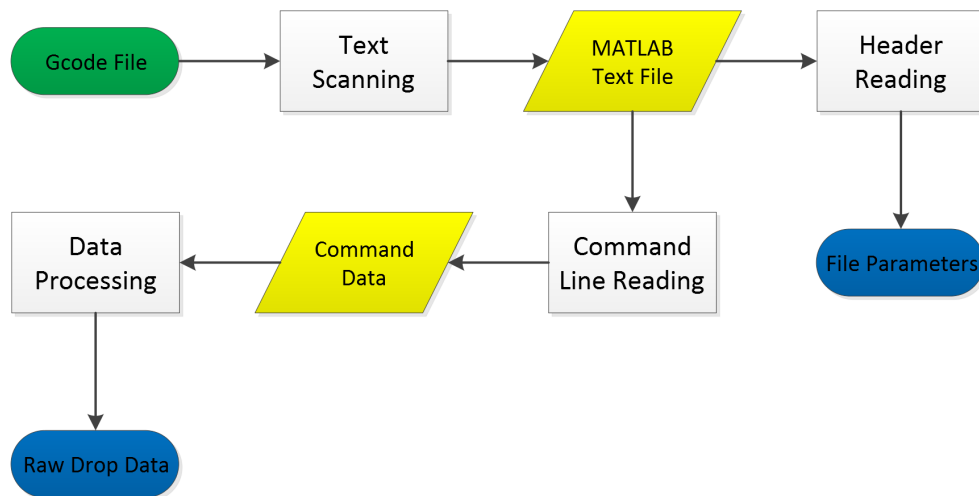 Gcode File
Text
Scanning
MATLAB
Text File
Header
Reading
Data
Processing
Command
Data
Command
Line Reading
File Parameters
Raw Drop Data